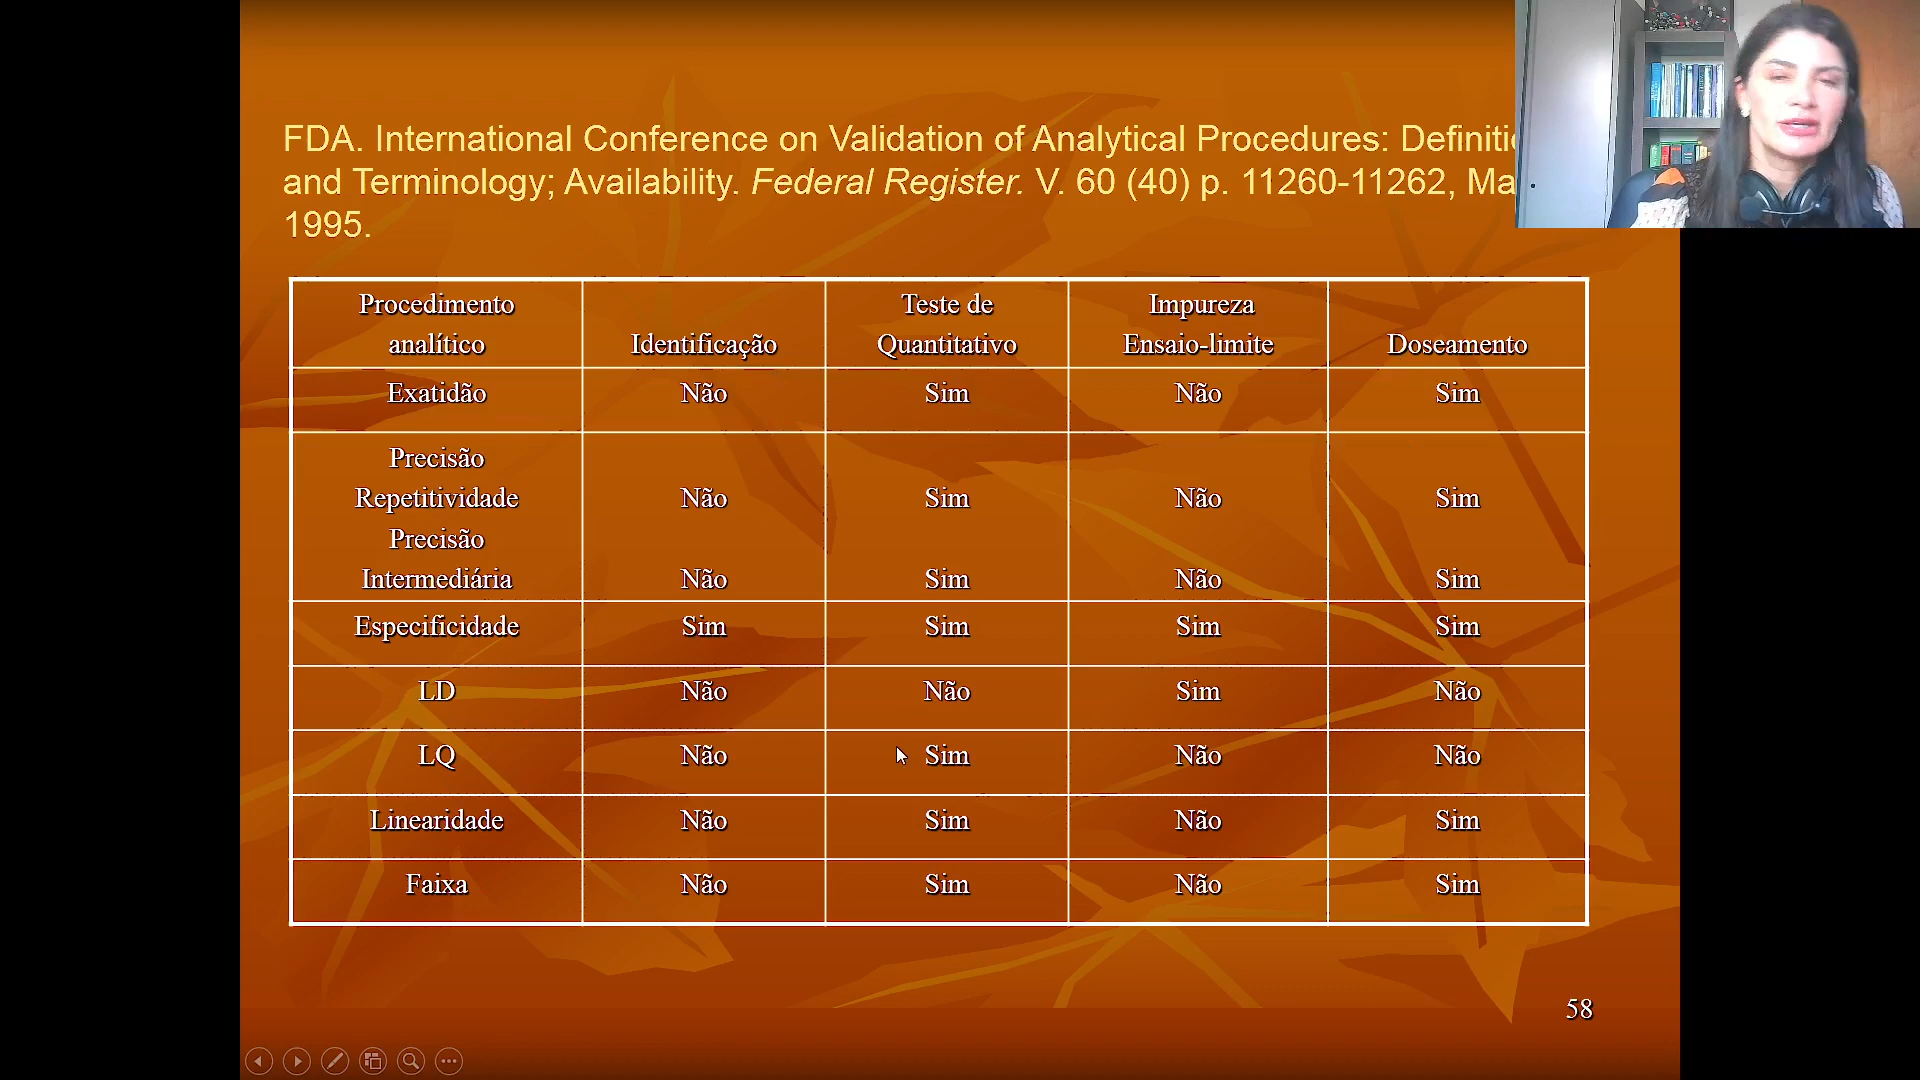 FDA. International Conference on Validation of Analytical Procedures:
and Terminology; Availability. Federal Register. V. 60 (40) p. 11260-11262,
1995.
Procedimento analítico Identificação Teste de Quantitativo Impureza Ensaio-limite Doseamento
Exatidão Não Sim Não Sim
Precisão
Repetitividade Não Sim Não Sim
Precisão
Intermediária Não Sim Não Sim
Especificidade Sim Sim Sim Sim
LD Não Não Sim Não
LQ Não Sim Não Não
Linearidade Não Sim Não Sim
Faixa Não Sim Não Sim
58